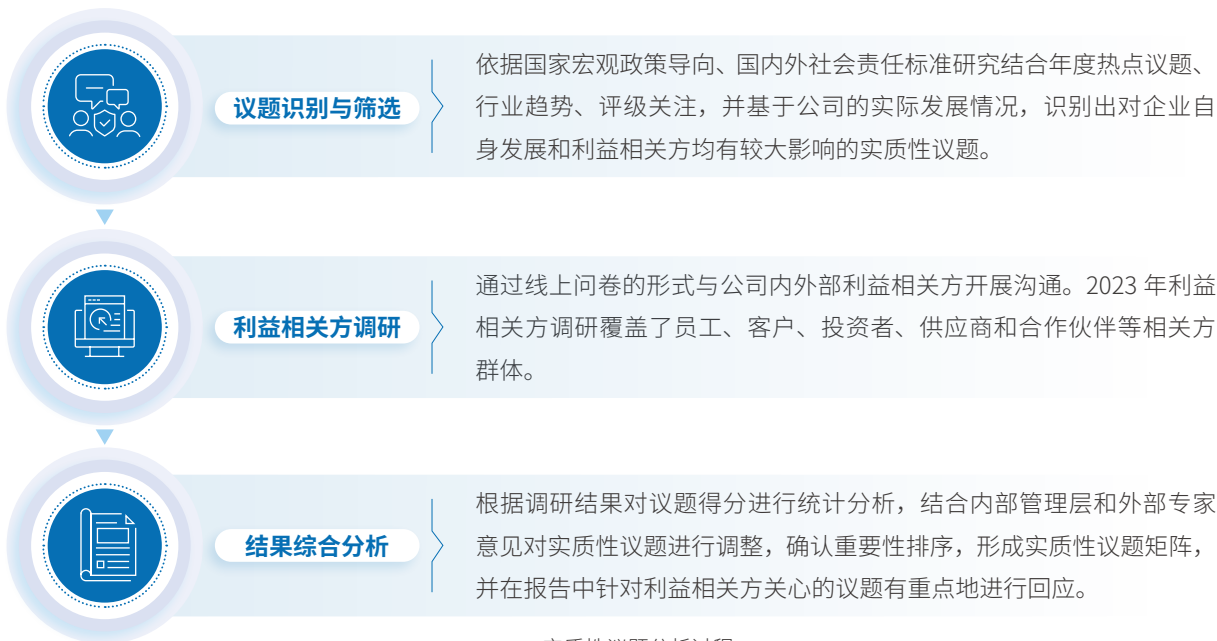 议题识别与筛选
依据国家宏观政策导向、国内外社会责任标准研究结合年度热点议题、
行业趋势、评级关注，并基于公司的实际发展情况，识别出对企业自
身发展和利益相关方均有较大影响的实质性议题。
利益相关方调研
通过线上问卷的形式与公司内外部利益相关方开展沟通。2023 年利益
相关方调研覆盖了员工、客户、投资者、供应商和合作伙伴等相关方
群体。
结果综合分析
根据调研结果对议题得分进行统计分析，结合内部管理层和外部专家
意见对实质性议题进行调整，确认重要性排序，形成实质性议题矩阵，
并在报告中针对利益相关方关心的议题有重点地进行回应。